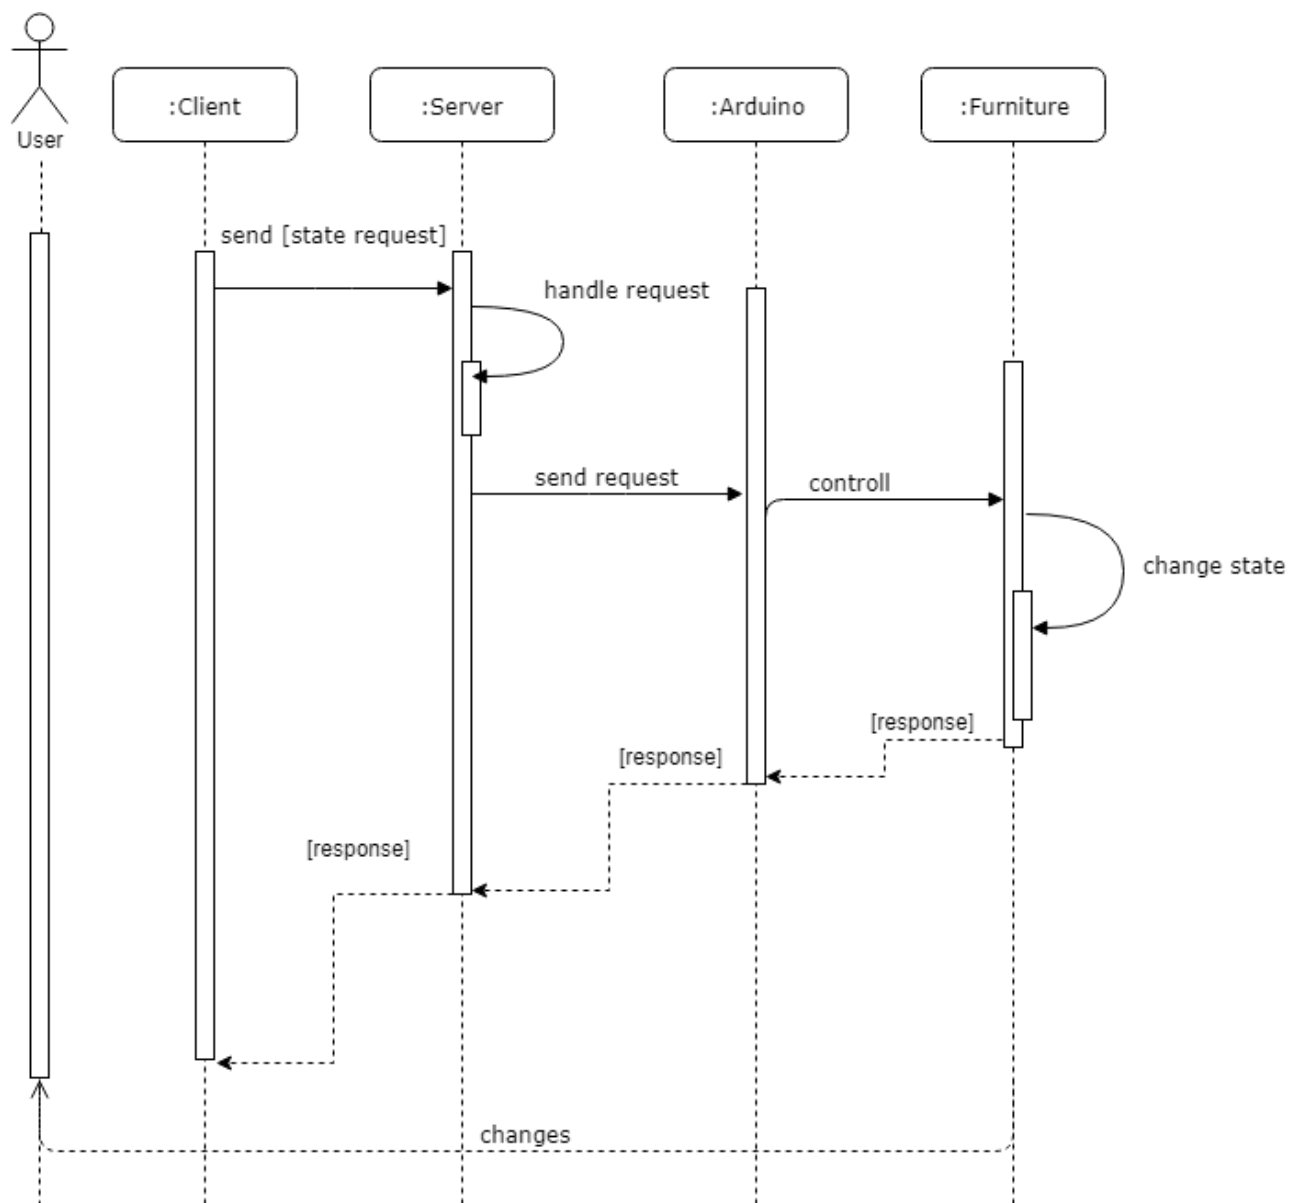 User
:Client
:Server
:Arduino
:Furniture
send [state request]
handle request
send request
controll
change state
[response]
[response]
[response]
changes